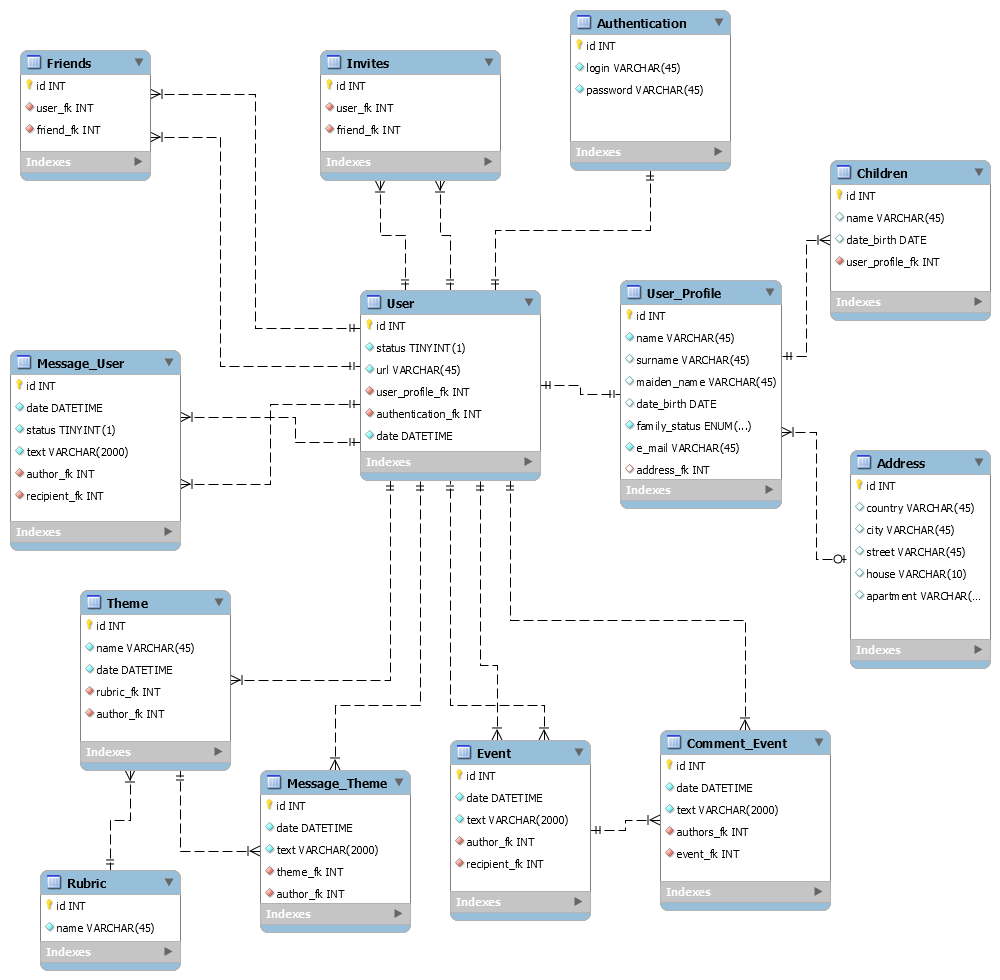 Authentication
id INT
login VARCHAR(45)
password VARCHAR(45)
Indexes
Friends
id INT
user_fk INT
friend_fk INT
Indexes
Invites
id INT
user_fk INT
friend_fk INT
Indexes
Children
id INT
name VARCHAR(45)
date_birth DATE
user_profile_fk INT
Indexes
User
id INT
status TINYINT(1)
url VARCHAR(45)
user_profile_fk INT
authentication_fk INT
date DATETIME
Indexes
User_Profile
id INT
name VARCHAR(45)
surname VARCHAR(45)
maiden_name VARCHAR(45)
date_birth DATE
family_status ENUM(...)
e_mail VARCHAR(45)
address_fk INT
Indexes
Message_User
id INT
date DATETIME
status TINYINT(1)
text VARCHAR(2000)
author_fk INT
recipient_fk INT
Indexes
Address
id INT
country VARCHAR(45)
city VARCHAR(45)
street VARCHAR(45)
house VARCHAR(10)
apartment VARCHAR(...
Indexes
Theme
id INT
name VARCHAR(45)
date DATETIME
rubric_fk INT
author_fk INT
Indexes
Message_Theme
id INT
date DATETIME
text VARCHAR(2000)
theme_fk INT
author_fk INT
Indexes
Event
id INT
date DATETIME
text VARCHAR(2000)
author_fk INT
recipient_fk INT
Indexes
Comment_Event
id INT
date DATETIME
text VARCHAR(2000)
authors_fk INT
event_fk INT
Indexes
Rubric
id INT
name VARCHAR(45)
Indexes